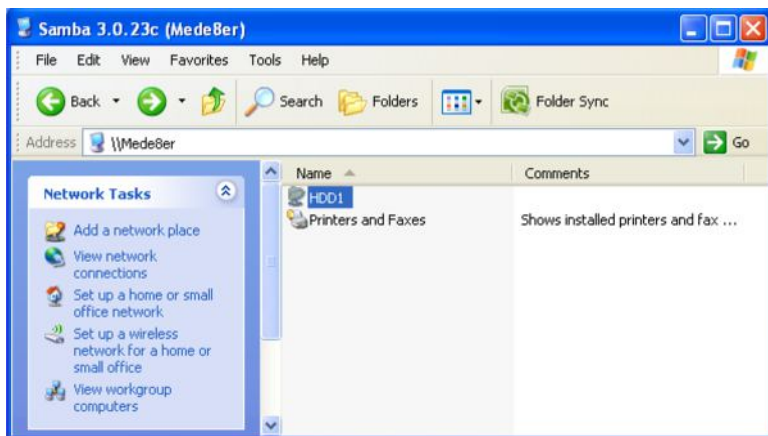 Samba 3.0.23c (Mede8er)
File Edit View Favorites Tools Help
Back Search Folders Folder Sync
Address \\Mede8er Go
Network Tasks
Add a network place
View network
connections
Set up a home or small
office network
Set up a wireless
network for a home or
small office
View workgroup
computers
Name Comments
HDD1
Printers and Faxes Shows installed printers and fax ...